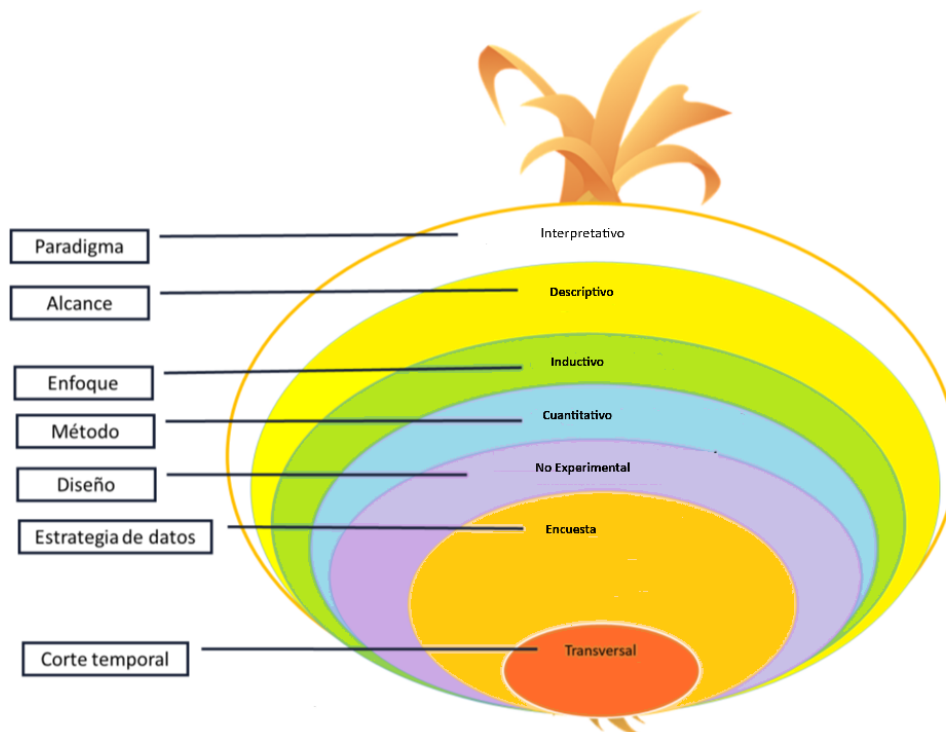 Paradigma
Interpretativo
Alcance
Descriptivo
Enfoque
Inductivo
Método
Cuantitativo
Diseño
No Experimental
Estrategia de datos
Encuesta
Corte temporal
Transversal